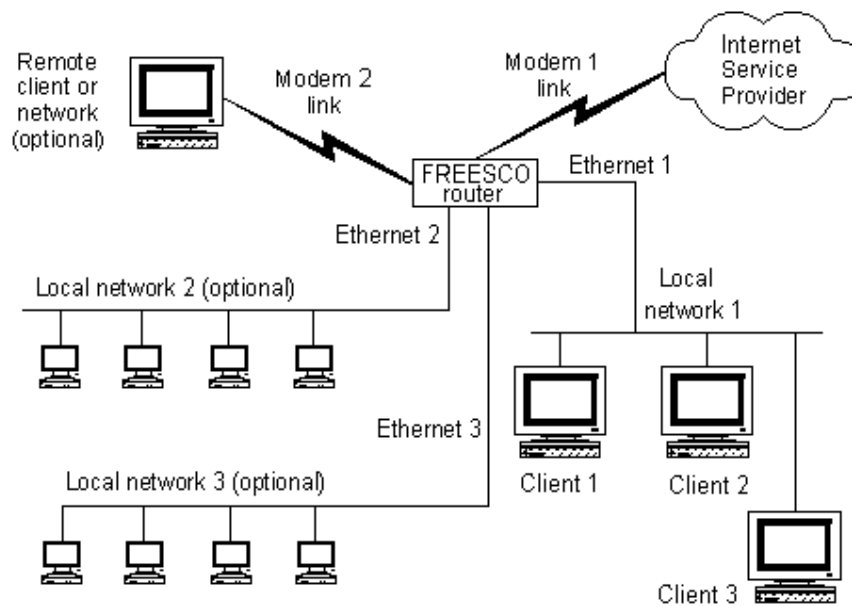 Remote
client or
network
(optional)
Modem 2
link
Modem 1
link
Internet
Service
Provider
FREESCO
router
Ethernet 1
Ethernet 2
Local network 2 (optional)
Local
network 1
Ethernet 3
Client 1
Client 2
Local network 3 (optional)
Client 3